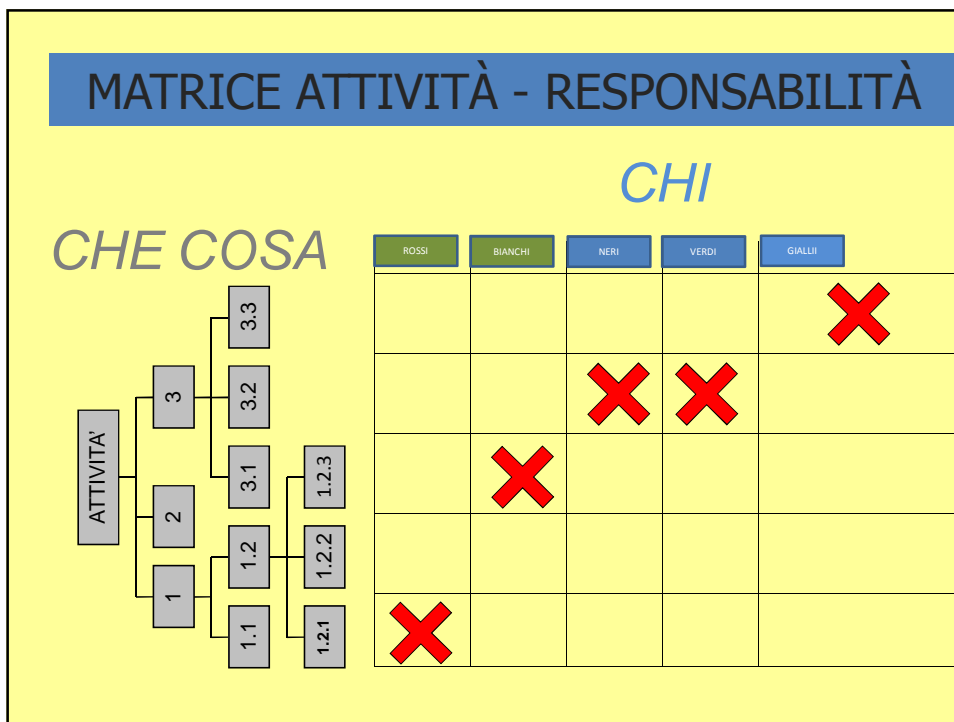 MATRICE ATTIVITÀ - RESPONSABILITÀ
CHI
CHE COSA
ROSSI
BIANCHI
NERI
VERDI
GIALLII
ATTIVITA'
1
2
3
1.1
1.2
3.1
3.2
3.3
1.2.1
1.2.2
1.2.3